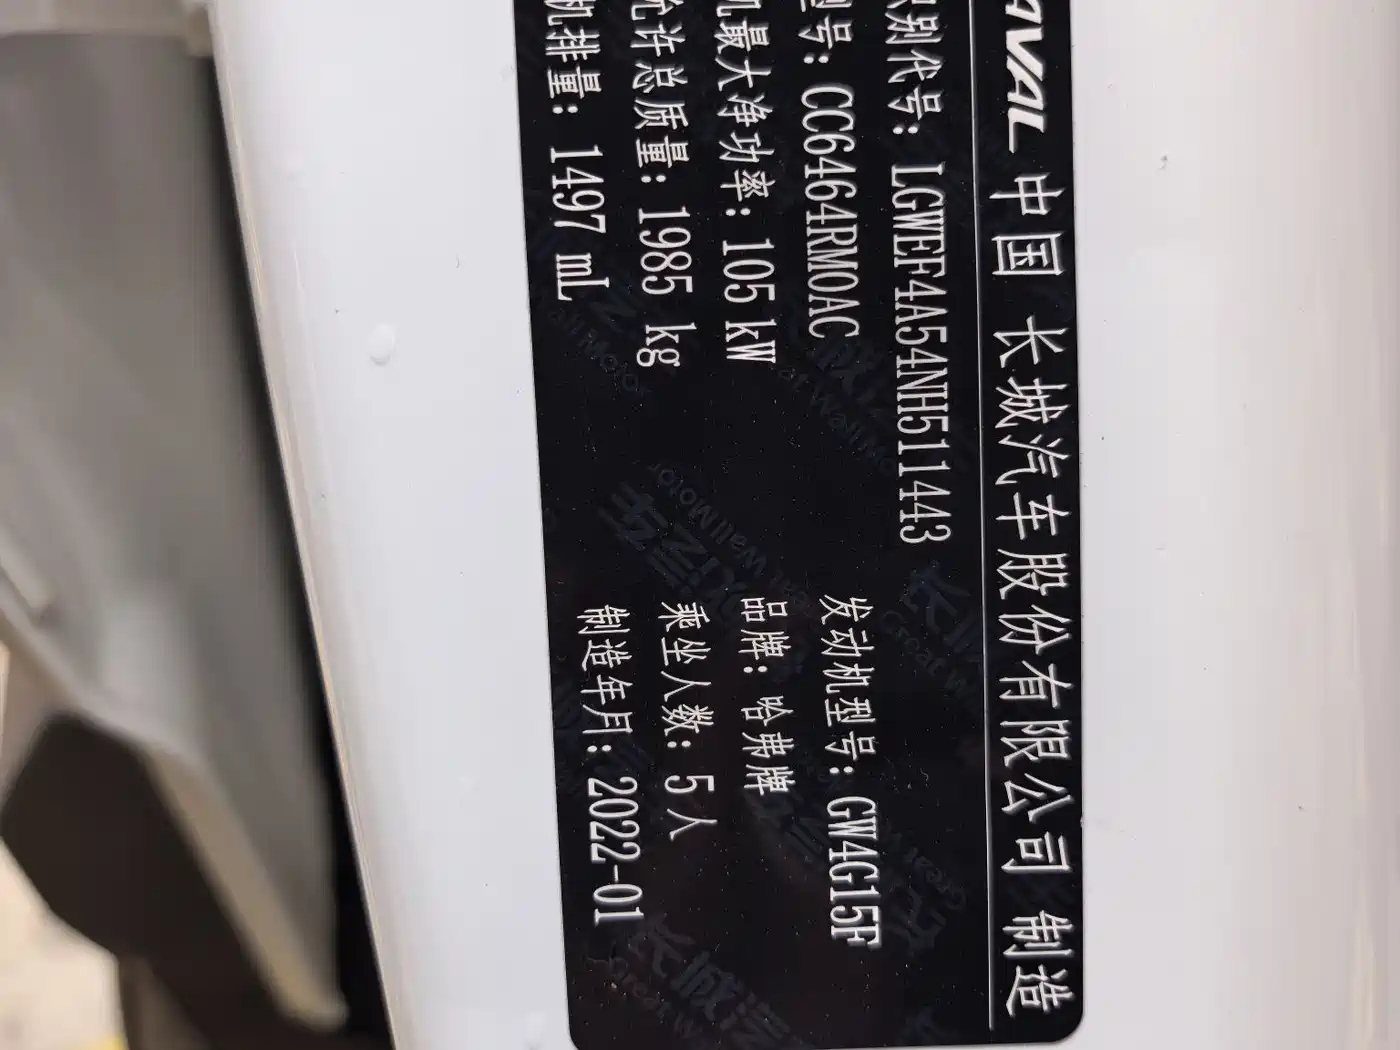 AVAL 中国 长城汽车股份有限公司 制造
识别代号: LGWEF4A54NH511443
型号: CC6464RM0AC 发动机型号: GW4G15F
机最大净功率: 105 kW 品牌: 哈弗牌
允许总质量: 1985 kg 乘坐人数: 5 人
机排量: 1497 mL 制造年月: 2022-01